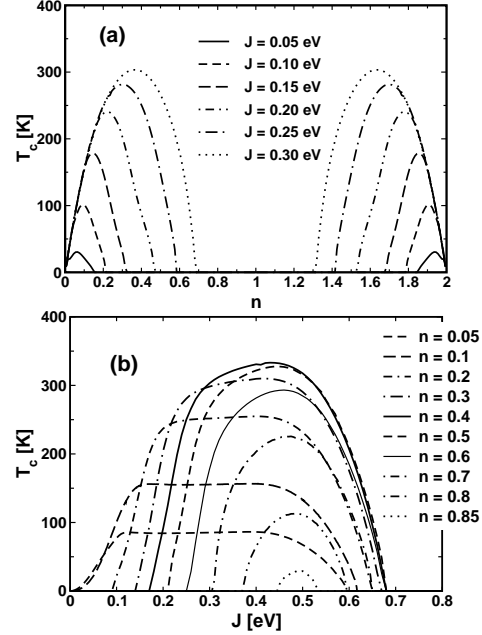 (a)
J = 0.05 eV
J = 0.10 eV
J = 0.15 eV
J = 0.20 eV
J = 0.25 eV
J = 0.30 eV
400
300
200
100
0
T_c [K]
0 0.2 0.4 0.6 0.8 1 1.2 1.4 1.6 1.8 2
n
(b)
n = 0.05
n = 0.1
n = 0.2
n = 0.3
n = 0.4
n = 0.5
n = 0.6
n = 0.7
n = 0.8
n = 0.85
400
300
200
100
0
T_c [K]
0 0.1 0.2 0.3 0.4 0.5 0.6 0.7 0.8
J [eV]